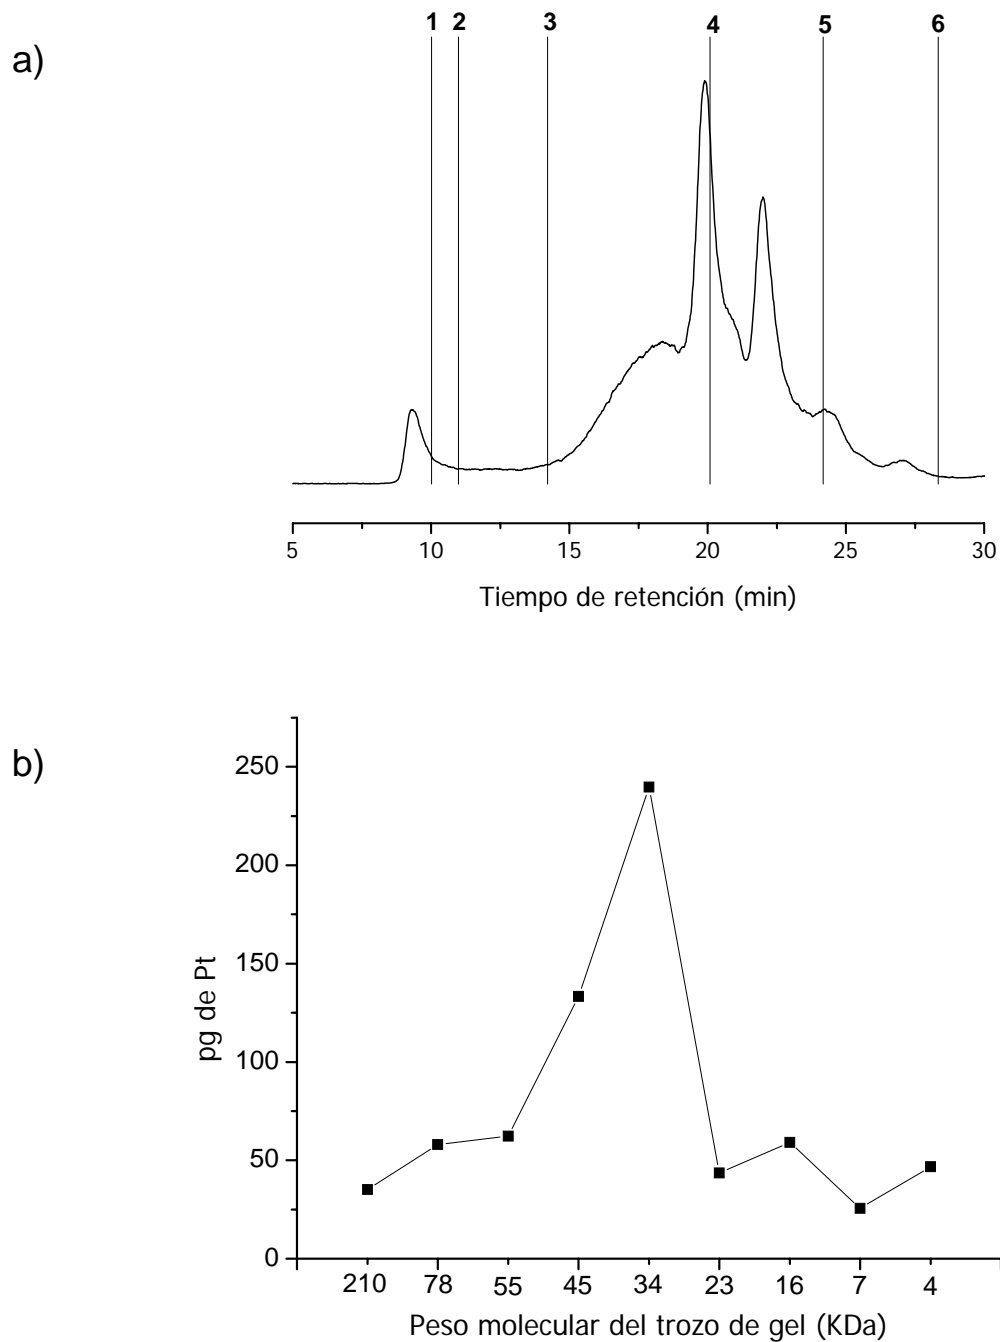 a)
1 2 3 4 5 6
5 10 15 20 25 30
Tiempo de retención (min)
b)
250
200
150
100
50
0
pg de Pt
210 78 55 45 34 23 16 7 4
Peso molecular del trozo de gel (KDa)